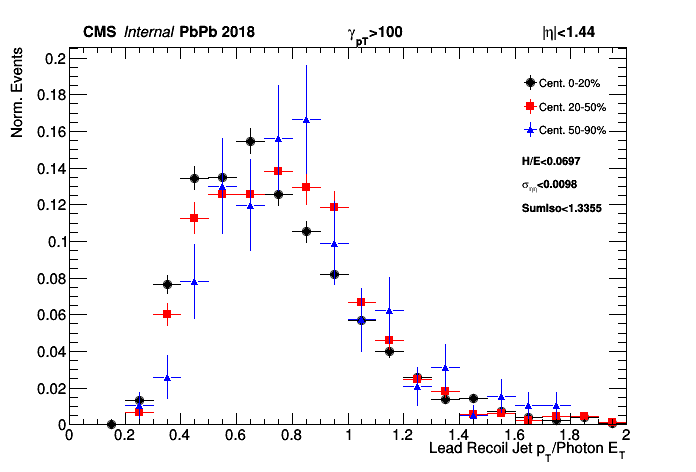 CMS Internal PbPb 2018 γpT>100 |η|<1.44
Norm. Events
0.2
0.18
0.16
0.14
0.12
0.1
0.08
0.06
0.04
0.02
0
Cent. 0-20%
Cent. 20-50%
Cent. 50-90%
H/E<0.0697
σηη<0.0098
SumIso<1.3355
0 0.2 0.4 0.6 0.8 1 1.2 1.4 1.6 1.8 2
Lead Recoil Jet pT/Photon ET